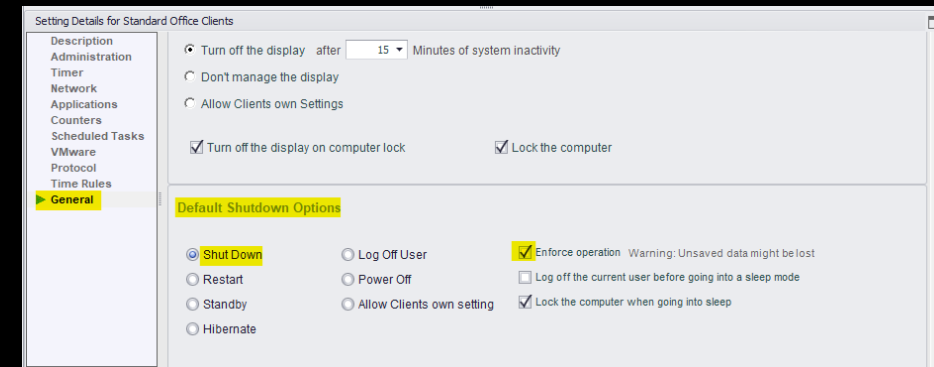 Setting Details for Standard Office Clients
Description
Administration
Timer
Network
Applications
Counters
Scheduled Tasks
VMware
Protocol
Time Rules
General
Turn off the display after 15 Minutes of system inactivity
Don't manage the display
Allow Clients own Settings
Turn off the display on computer lock
Lock the computer
Default Shutdown Options
Shut Down
Restart
Standby
Hibernate
Log Off User
Power Off
Allow Clients own setting
Enforce operation Warning: Unsaved data might be lost
Log off the current user before going into a sleep mode
Lock the computer when going into sleep